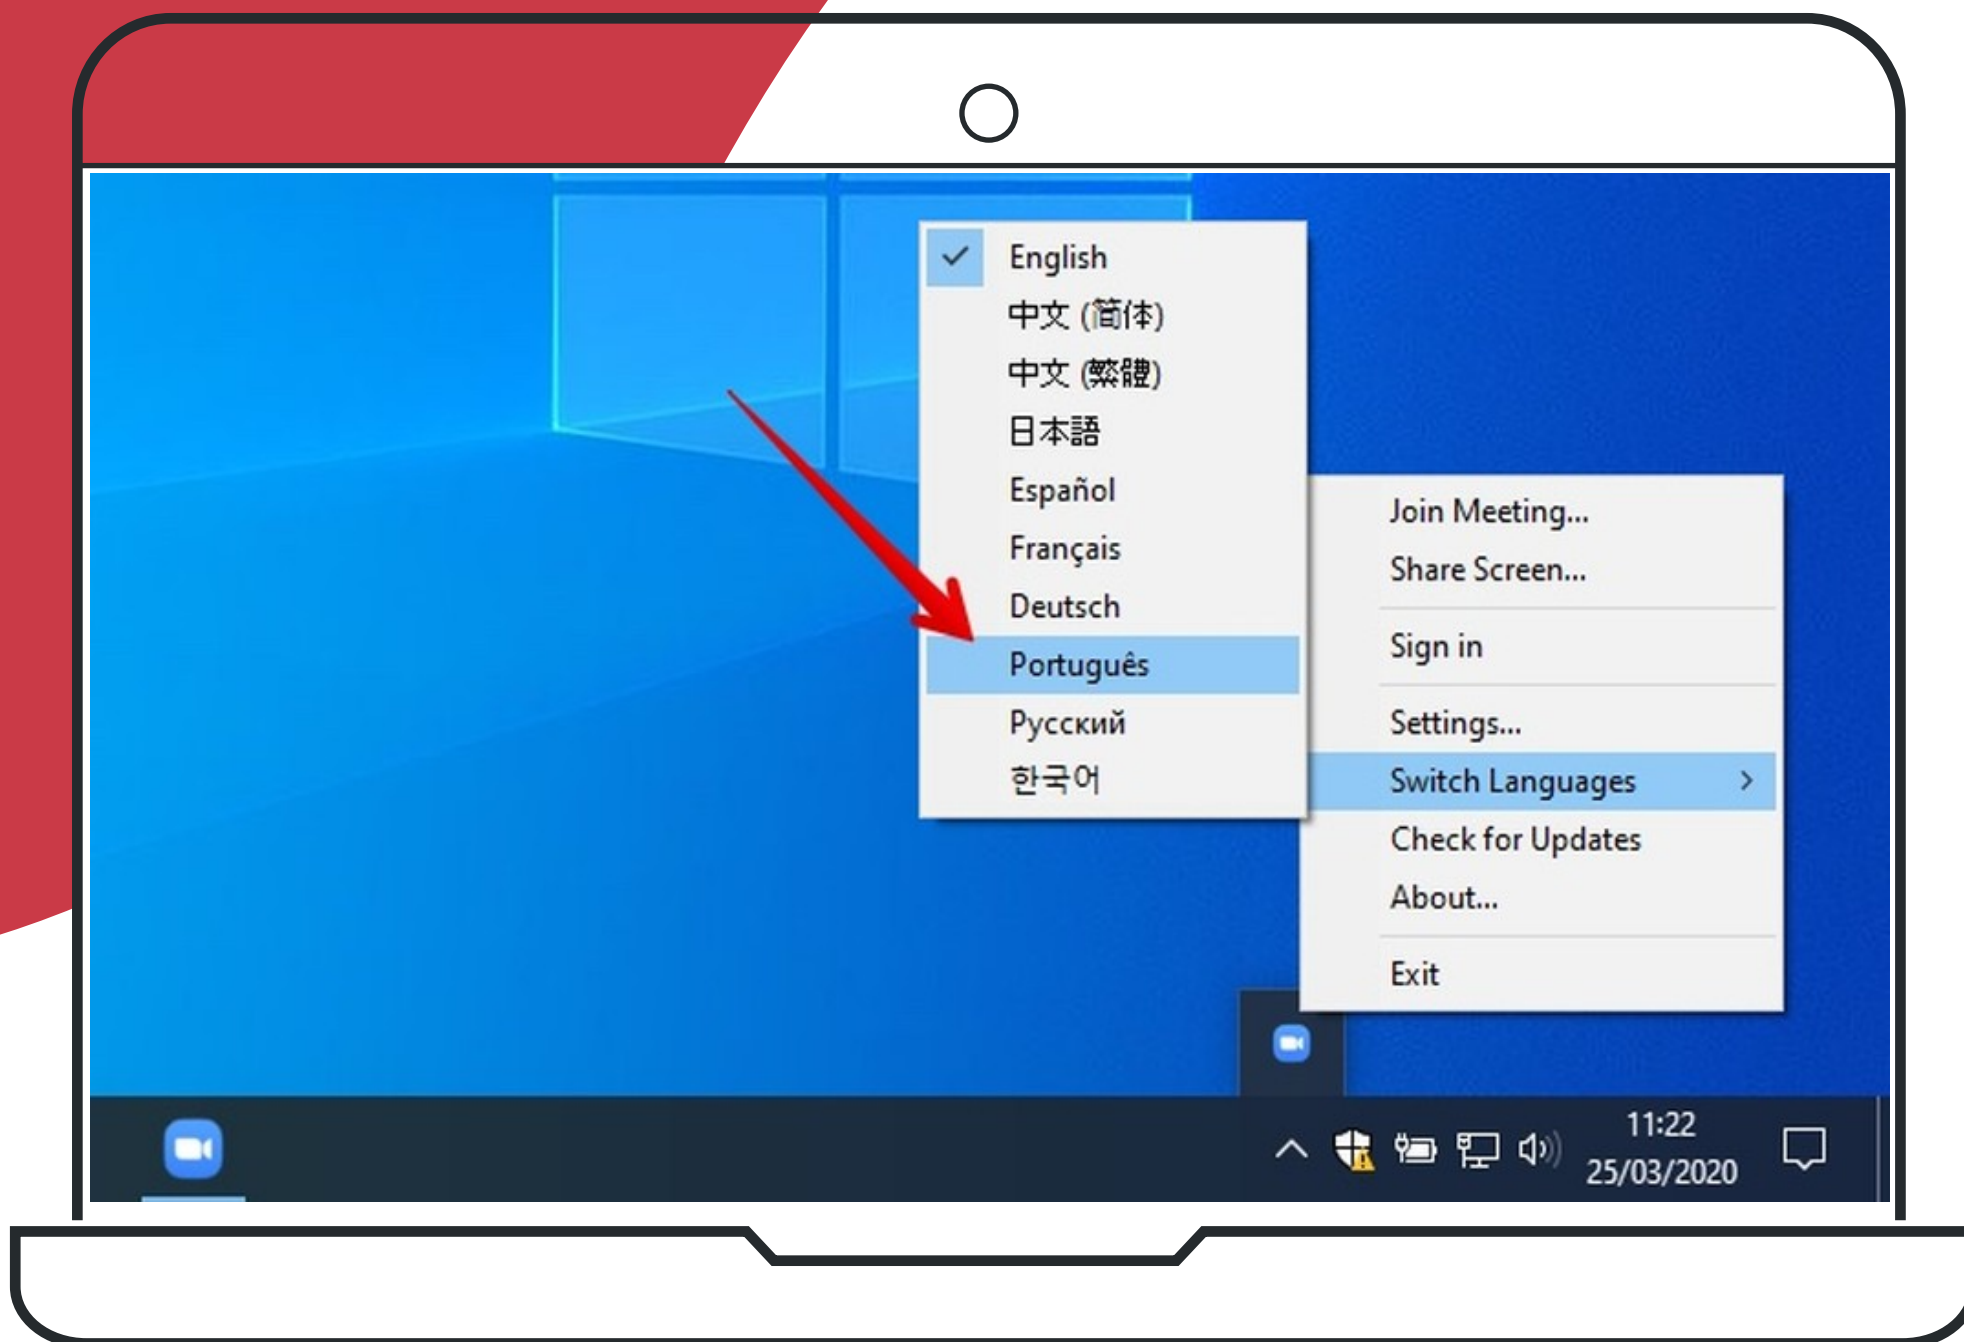 English
中文 (简体)
中文 (繁體)
日本語
Español
Français
Deutsch
Português
Русский
한국어
Join Meeting...
Share Screen...
Sign in
Settings...
Switch Languages
Check for Updates
About...
Exit
11:22
25/03/2020